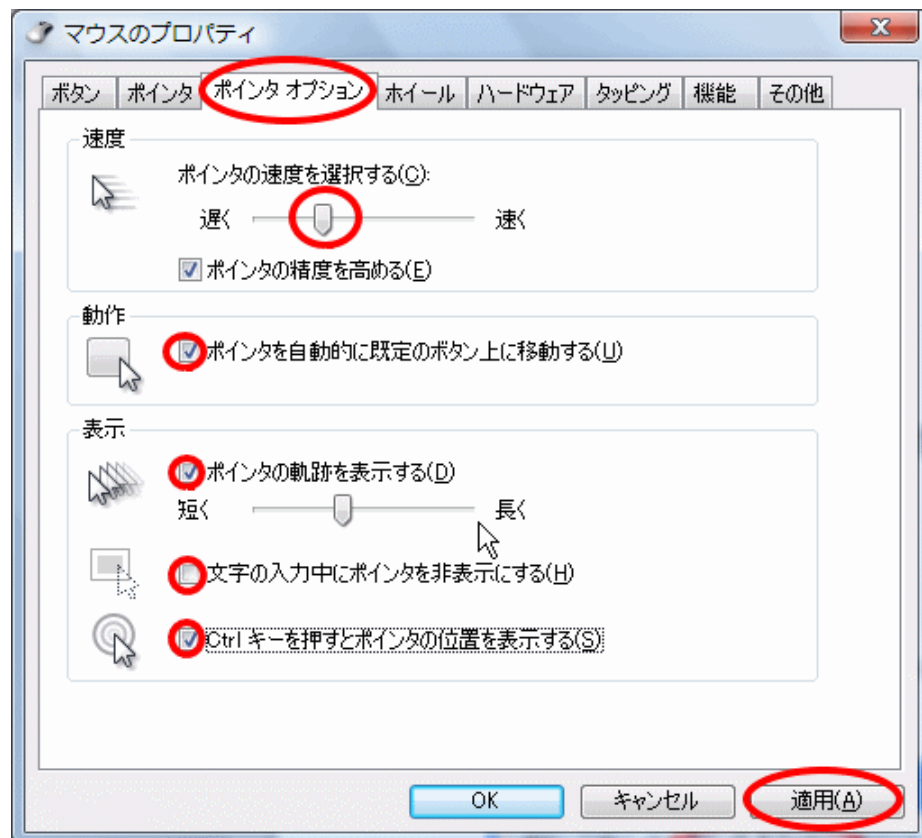 マウスのプロパティ
X
ボタン ポインタ ポインタ オプション ホイール ハードウェア タッピング 機能 その他
速度
ポインタの速度を選択する(C):
遅く 速く
ポインタの精度を高める(E)
動作
ポインタを自動的に既定のボタン上に移動する(U)
表示
ポインタの軌跡を表示する(D)
短く 長く
文字の入力中にポインタを非表示にする(H)
Ctrl キーを押すとポインタの位置を表示する(S)
OK キャンセル 適用(A)